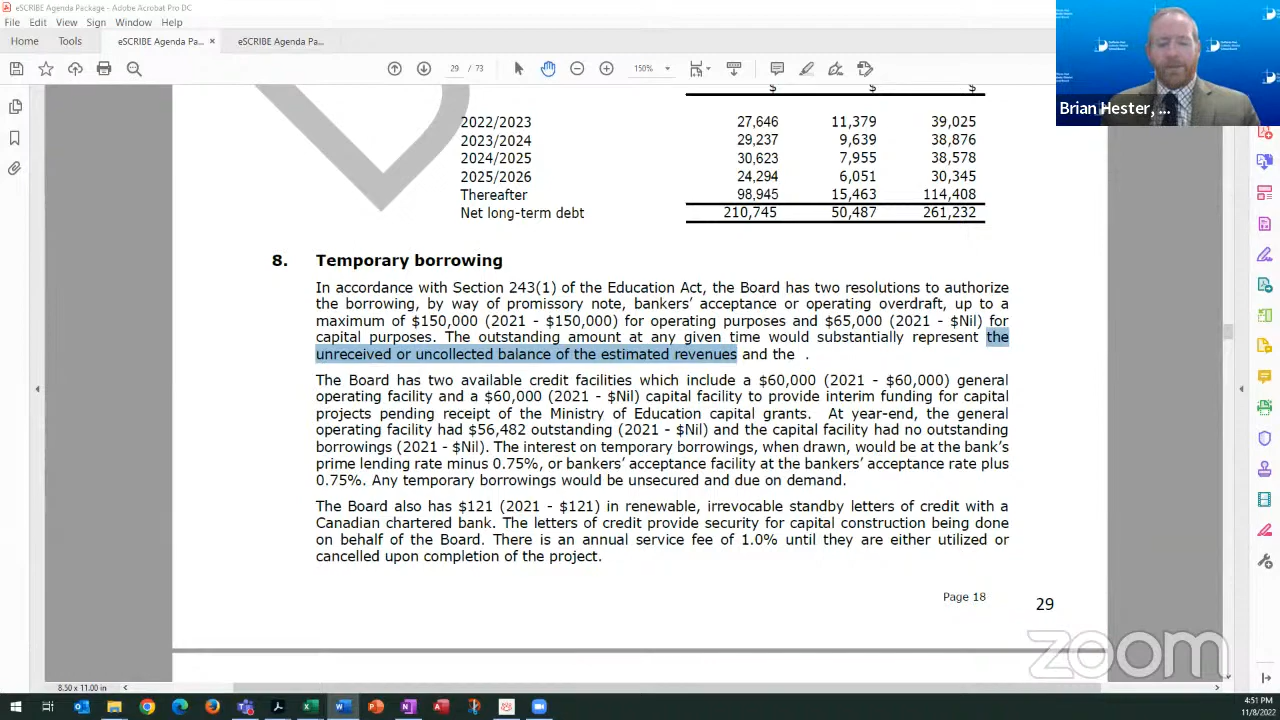 eSCRIBE Agenda Package - Adobe Acrobat Pro DC
File Edit View Sign Window Help
Home Tools eSCRIBE Agenda Pa... × eSCRIBE Agenda Pa...
29 / 73 150%
Brian Hester, ...
$ $ $
2022/2023 27,646 11,379 39,025
2023/2024 29,237 9,639 38,876
2024/2025 30,623 7,955 38,578
2025/2026 24,294 6,051 30,345
Thereafter 98,945 15,463 114,408
Net long-term debt 210,745 50,487 261,232
8. Temporary borrowing
In accordance with Section 243(1) of the Education Act, the Board has two resolutions to authorize
the borrowing, by way of promissory note, bankers’ acceptance or operating overdraft, up to a
maximum of $150,000 (2021 - $150,000) for operating purposes and $65,000 (2021 - $Nil) for
capital purposes. The outstanding amount at any given time would substantially represent the
unreceived or uncollected balance of the estimated revenues and the .
The Board has two available credit facilities which include a $60,000 (2021 - $60,000) general
operating facility and a $60,000 (2021 - $Nil) capital facility to provide interim funding for capital
projects pending receipt of the Ministry of Education capital grants. At year-end, the general
operating facility had $56,482 outstanding (2021 - $Nil) and the capital facility had no outstanding
borrowings (2021 - $Nil). The interest on temporary borrowings, when drawn, would be at the bank’s
prime lending rate minus 0.75%, or bankers’ acceptance facility at the bankers’ acceptance rate plus
0.75%. Any temporary borrowings would be unsecured and due on demand.
The Board also has $121 (2021 - $121) in renewable, irrevocable standby letters of credit with a
Canadian chartered bank. The letters of credit provide security for capital construction being done
on behalf of the Board. There is an annual service fee of 1.0% until they are either utilized or
cancelled upon completion of the project.
Page 18
29
zoom
8.50 x 11.00 in
4:51 PM
11/8/2022